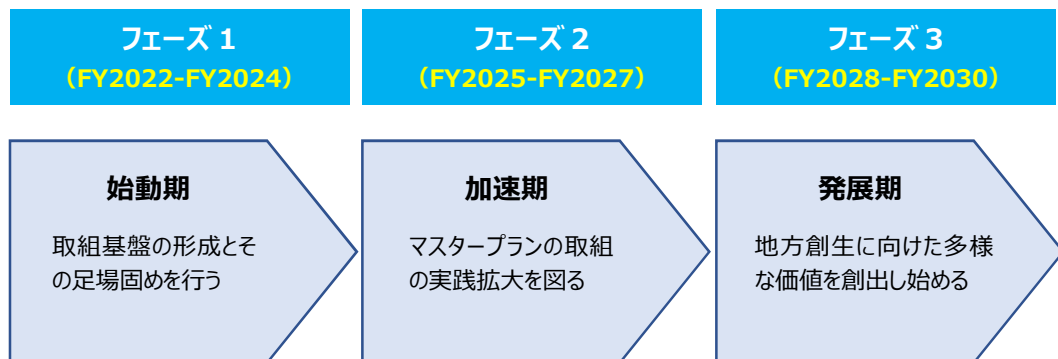 フェーズ 1
（FY2022-FY2024）
フェーズ 2
（FY2025-FY2027）
フェーズ 3
（FY2028-FY2030）
始動期
取組基盤の形成とそ
の足場固めを行う
加速期
マスタープランの取組
の実践拡大を図る
発展期
地方創生に向けた多様
な価値を創出し始める